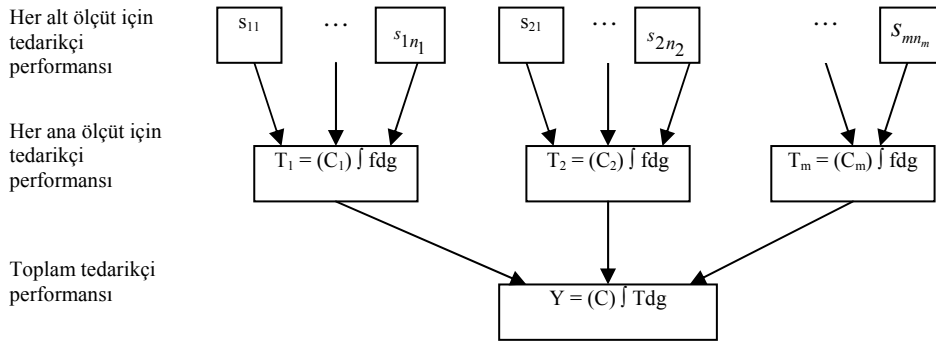 Her alt ölçüt için
tedarikçi
performansı
s₁₁ … s₁ₙ₁ s₂₁ … s₂ₙ₂ … sₘₙₘ
Her ana ölçüt için
tedarikçi
performansı
T₁ = (C₁) ∫ fdg T₂ = (C₂) ∫ fdg Tₘ = (Cₘ) ∫ fdg
Toplam tedarikçi
performansı
Y = (C) ∫ Tdg